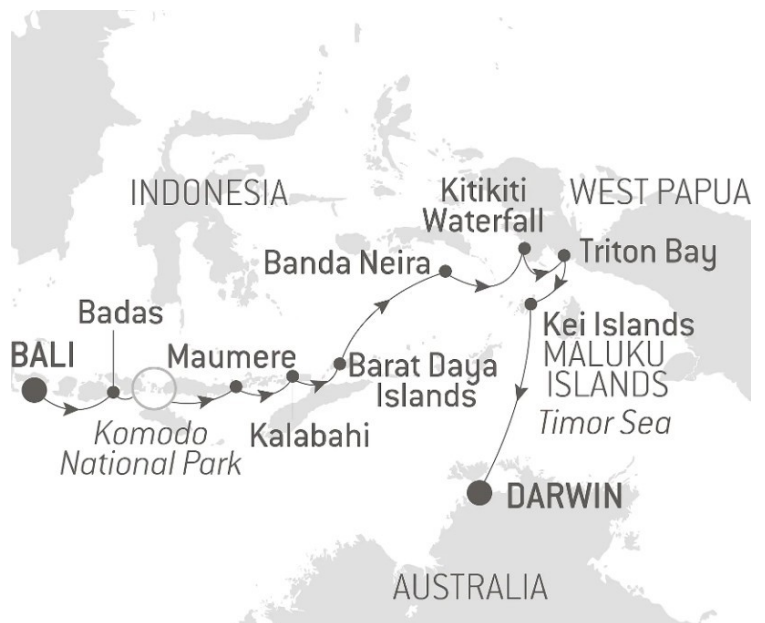 INDONESIA
Kitikiti
Waterfall
WEST PAPUA
Banda Neira
Triton Bay
Badas
Kei Islands
BALI
Maumere
Barat Daya
Islands
MALUKU
ISLANDS
Kalabahi
Komodo
National Park
Timor Sea
DARWIN
AUSTRALIA